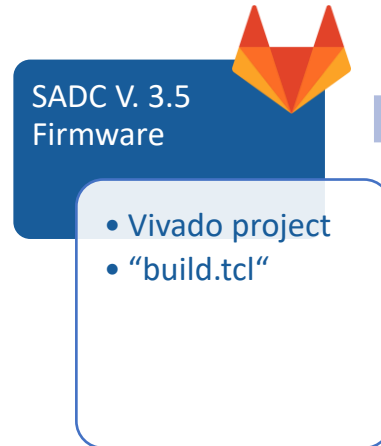 SADC V. 3.5
Firmware
• Vivado project
• “build.tcl“